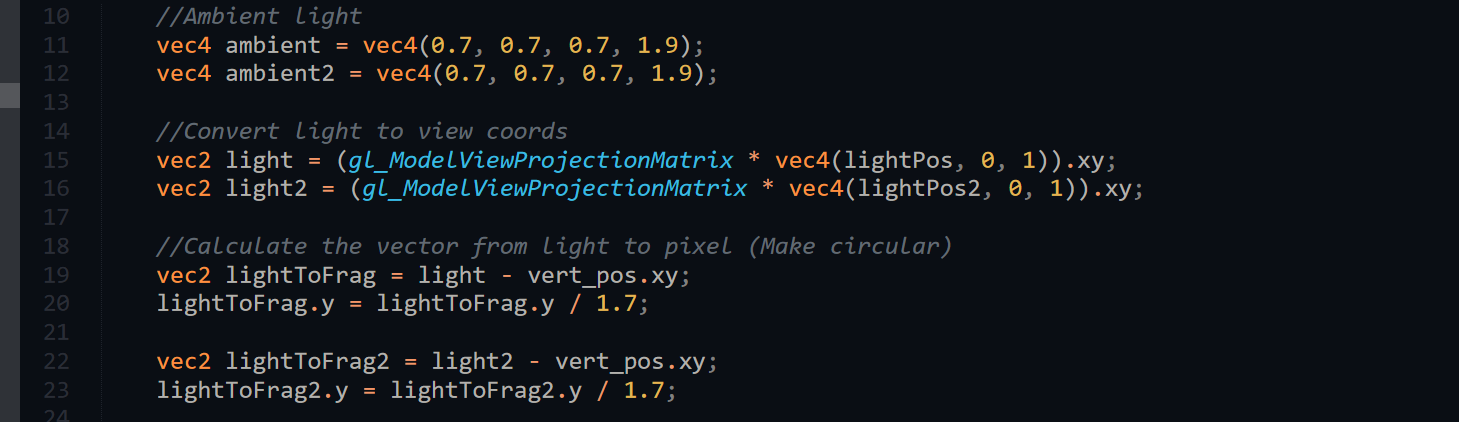 10 //Ambient light
11 vec4 ambient = vec4(0.7, 0.7, 0.7, 1.9);
12 vec4 ambient2 = vec4(0.7, 0.7, 0.7, 1.9);
13
14 //Convert light to view coords
15 vec2 light = (gl_ModelViewProjectionMatrix * vec4(lightPos, 0, 1)).xy;
16 vec2 light2 = (gl_ModelViewProjectionMatrix * vec4(lightPos2, 0, 1)).xy;
17
18 //Calculate the vector from light to pixel (Make circular)
19 vec2 lightToFrag = light - vert_pos.xy;
20 lightToFrag.y = lightToFrag.y / 1.7;
21
22 vec2 lightToFrag2 = light2 - vert_pos.xy;
23 lightToFrag2.y = lightToFrag2.y / 1.7;
24